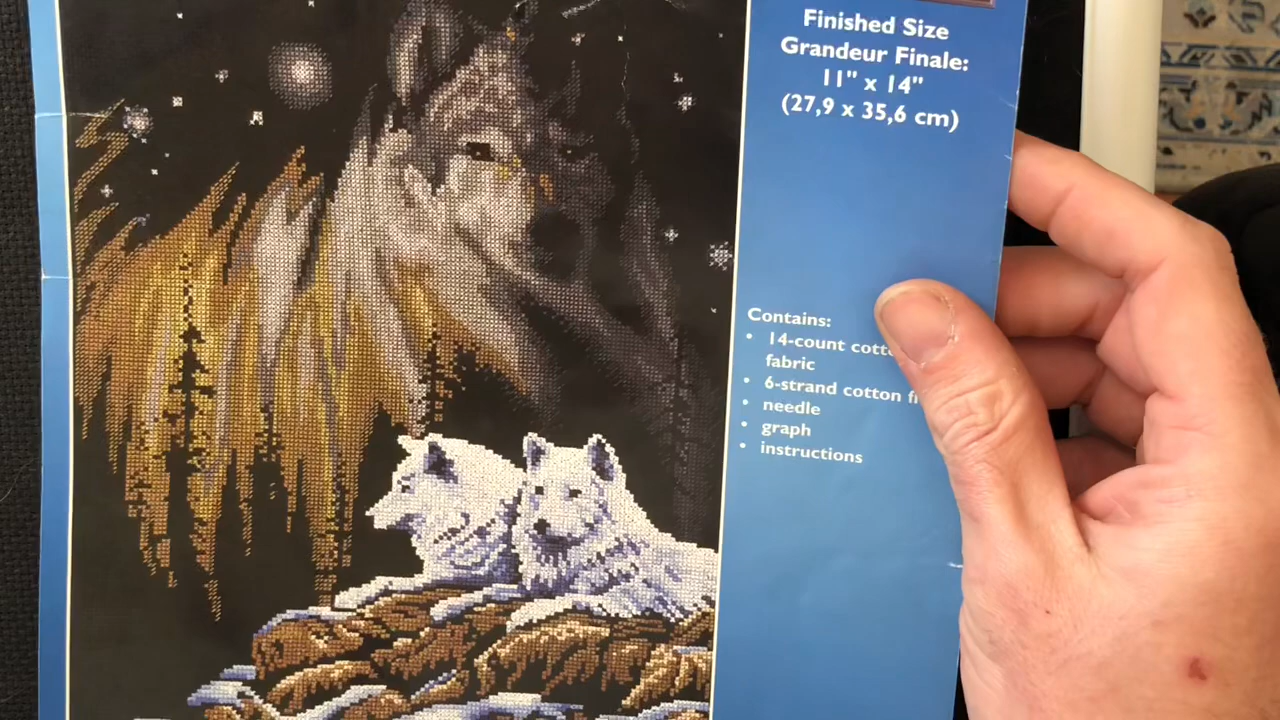 Finished Size
Grandeur Finale:
11" x 14"
(27,9 x 35,6 cm)
Contains:
• 14-count
fabric
• 6-strand cotton
• needle
• graph
• instructions